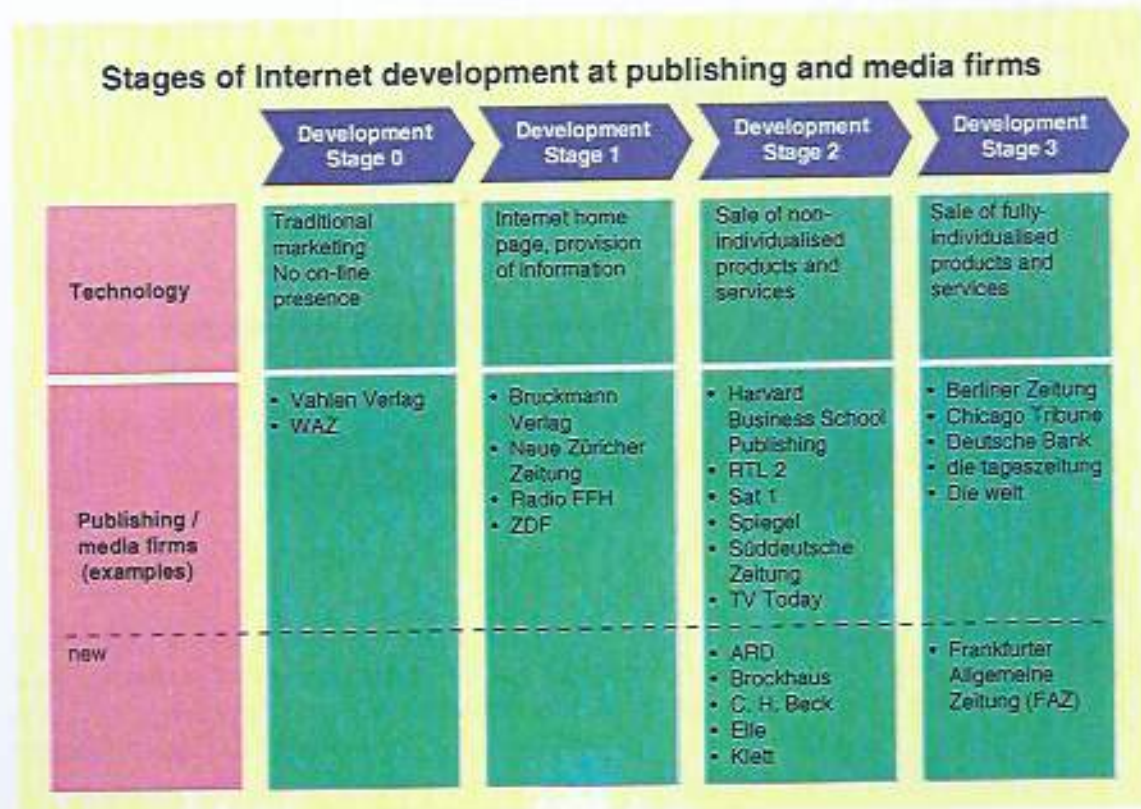 Stages of Internet development at publishing and media firms
Development
Stage 0
Development
Stage 1
Development
Stage 2
Development
Stage 3
Technology
Traditional
marketing
No on-line
presence
Internet home
page, provision
of information
Sale of non-
individualised
products and
services
Sale of fully-
individualised
products and
services
Publishing /
media firms
(examples)
• Vahlen Verlag
• WAZ
• Bruckmann
Verlag
• Neue Züricher
Zeitung
• Radio FFH
• ZDF
• Harvard
Business School
Publishing
• RTL 2
• Sat 1
• Spiegel
• Süddeutsche
Zeitung
• TV Today
• Berliner Zeitung
• Chicago Tribune
• Deutsche Bank
• die tageszeitung
• Die welt
new
• ARD
• Brockhaus
• C. H. Beck
• Elle
• Klett
• Frankfurter
Allgemeine
Zeitung (FAZ)